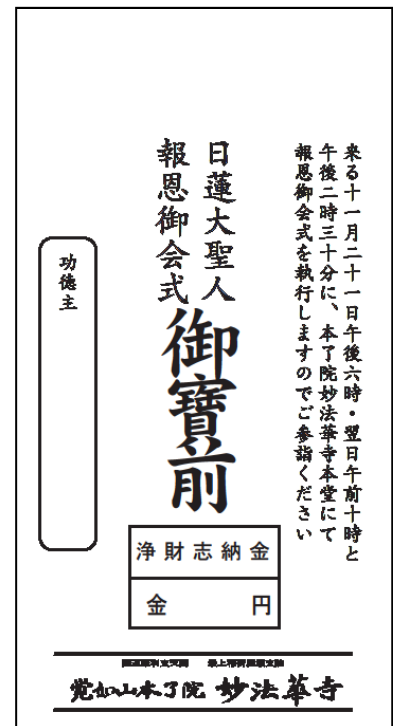 来る十一月二十一日午後六時・翌日午前十時と
午後二時三十分に、本了院妙法華寺本堂にて
報恩御会式を執行しますのでご参詣ください
日蓮大聖人
報恩御会式
御寳前
功徳主
浄財志納金
金 円
覚如山本了院 妙法華寺